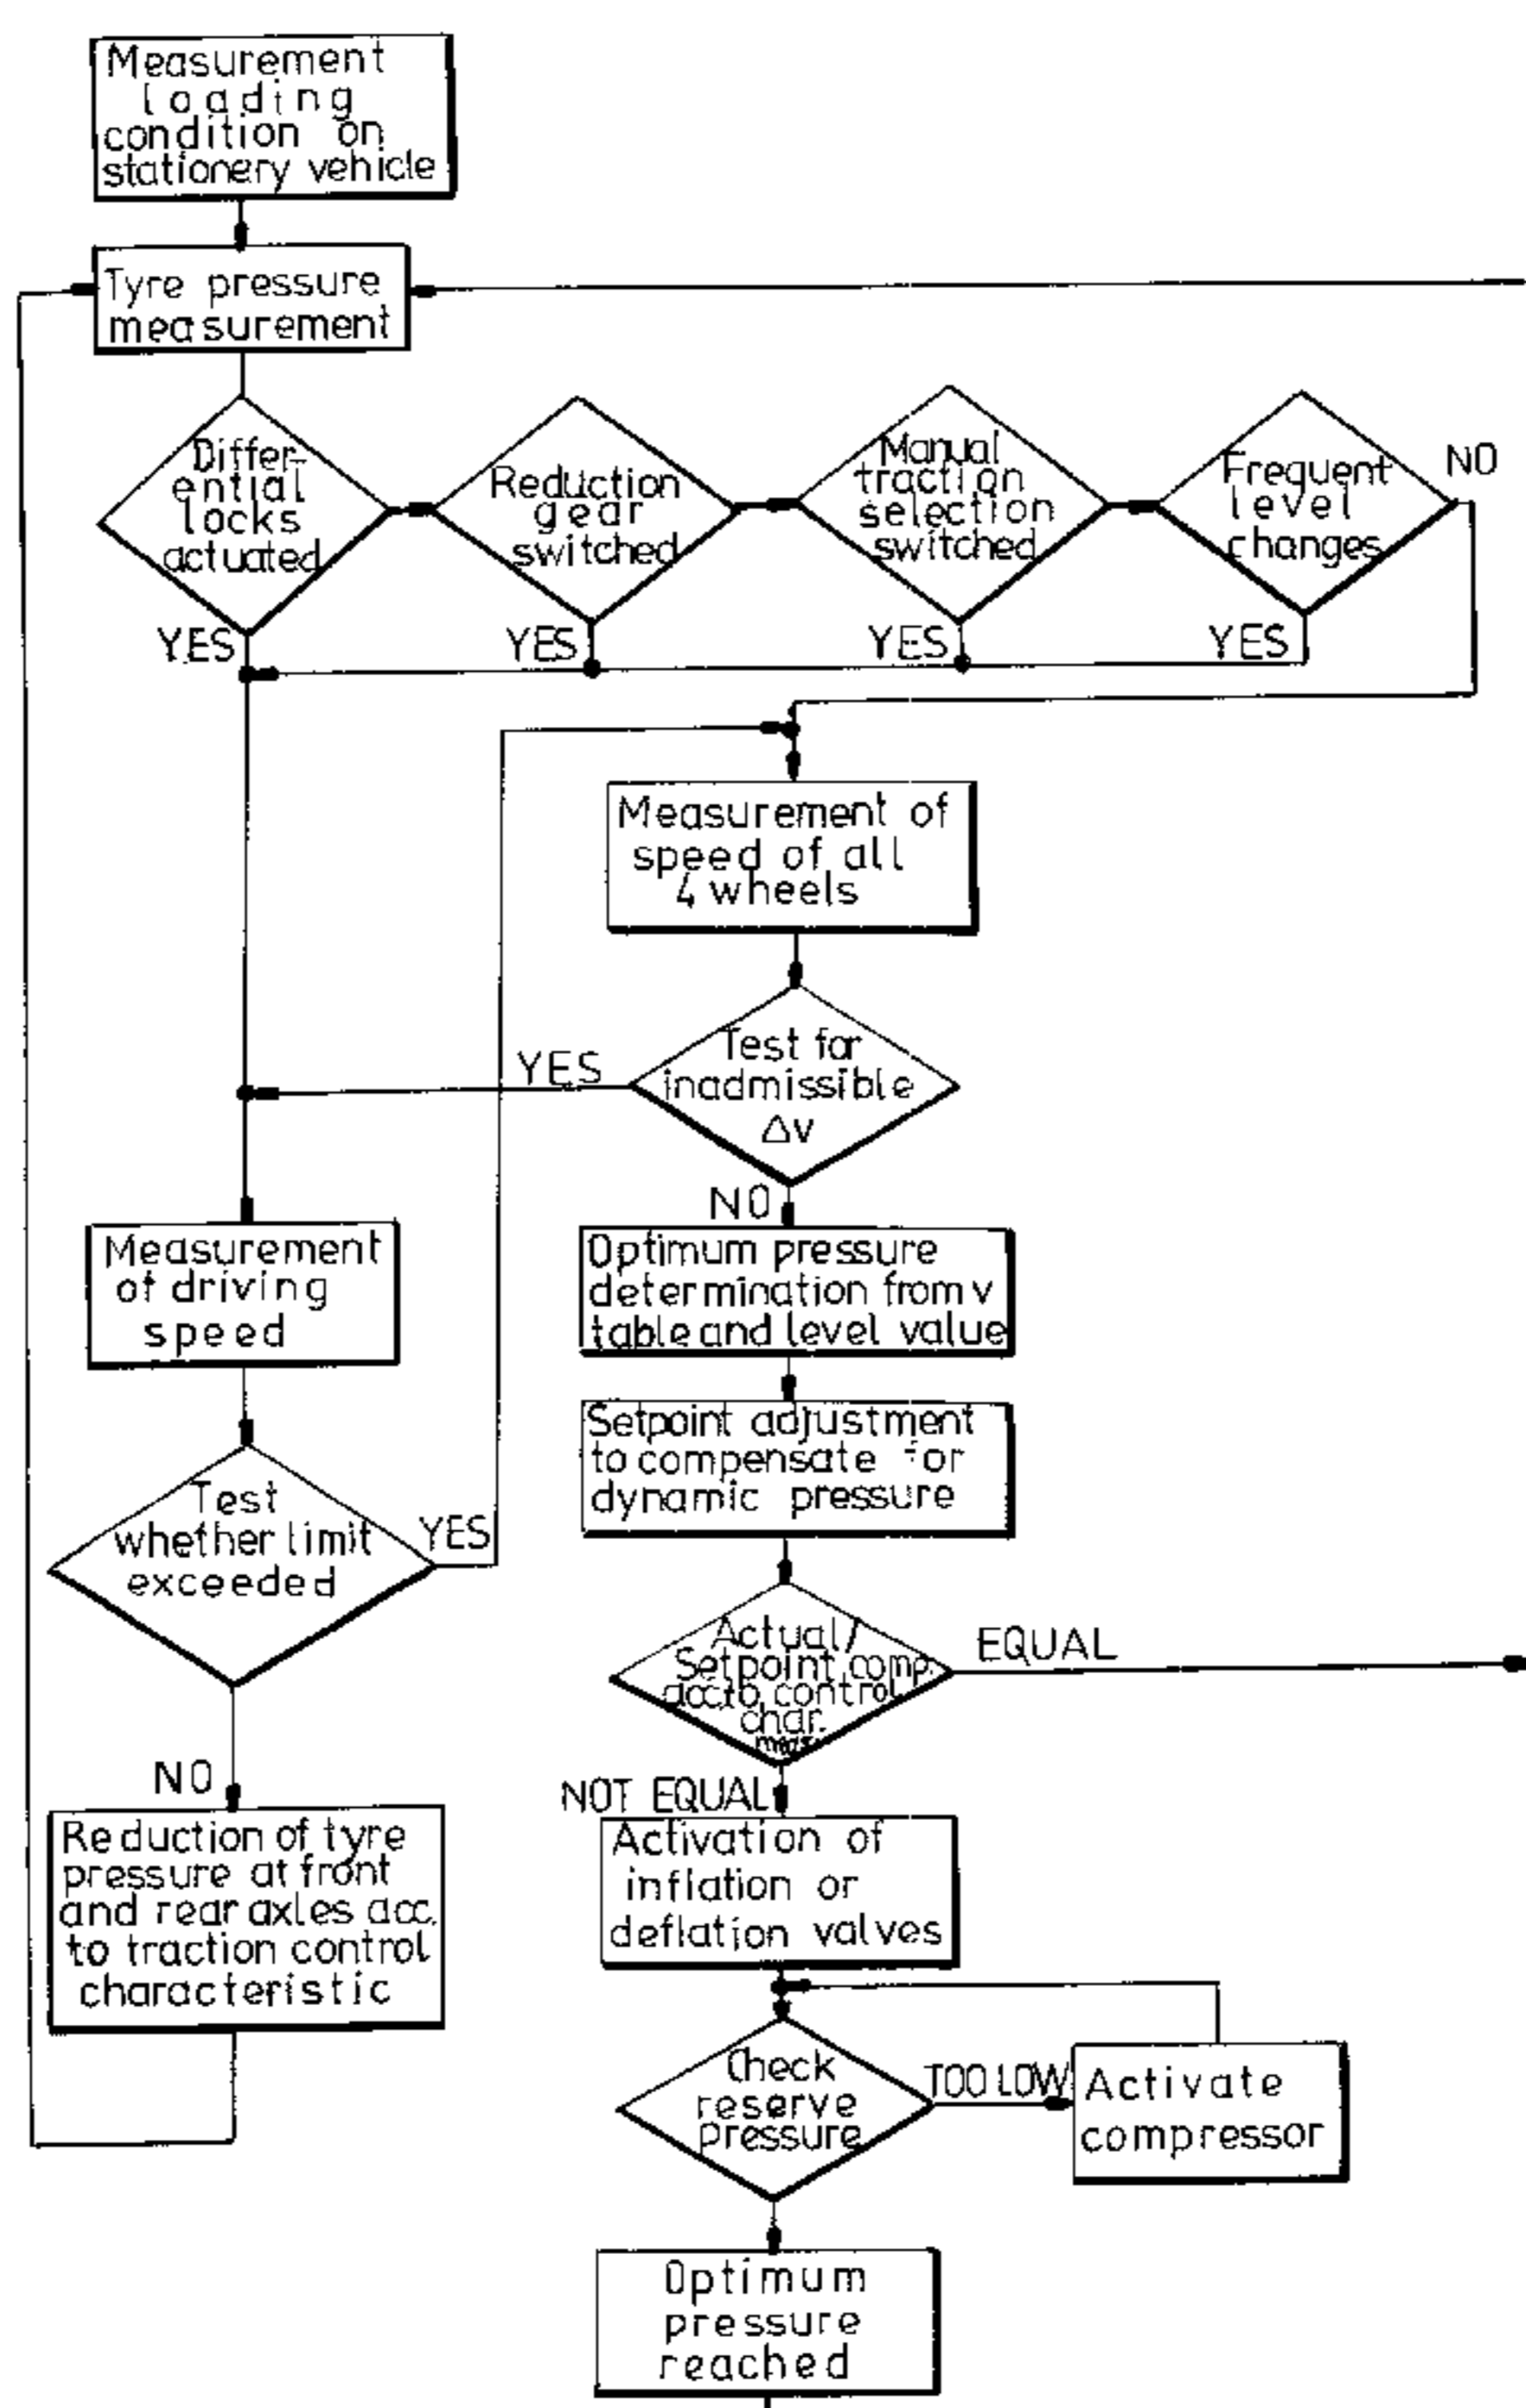 Measurement
loading
condition on
stationery vehicle
Tyre pressure
measurement
Differ-
ential
locks
actuated
Reduction
gear
switched
Manual
traction
selection
switched
Frequent
level
changes
NO
YES
YES
YES
YES
Measurement of
speed of all
4 wheels
Test for
inadmissible
Δv
YES
NO
Measurement
of driving
speed
Optimum pressure
determination from v
table and level value
Setpoint adjustment
to compensate for
dynamic pressure
Test
whether limit
exceeded
YES
Actual/
Setpoint comp.
acc.to control
char.
meas.
EQUAL
NO
NOT EQUAL
Reduction of tyre
pressure at front
and rear axles acc.
to traction control
characteristic
Activation of
inflation or
deflation valves
Check
reserve
pressure
TOO LOW
Activate
compressor
Optimum
pressure
reached